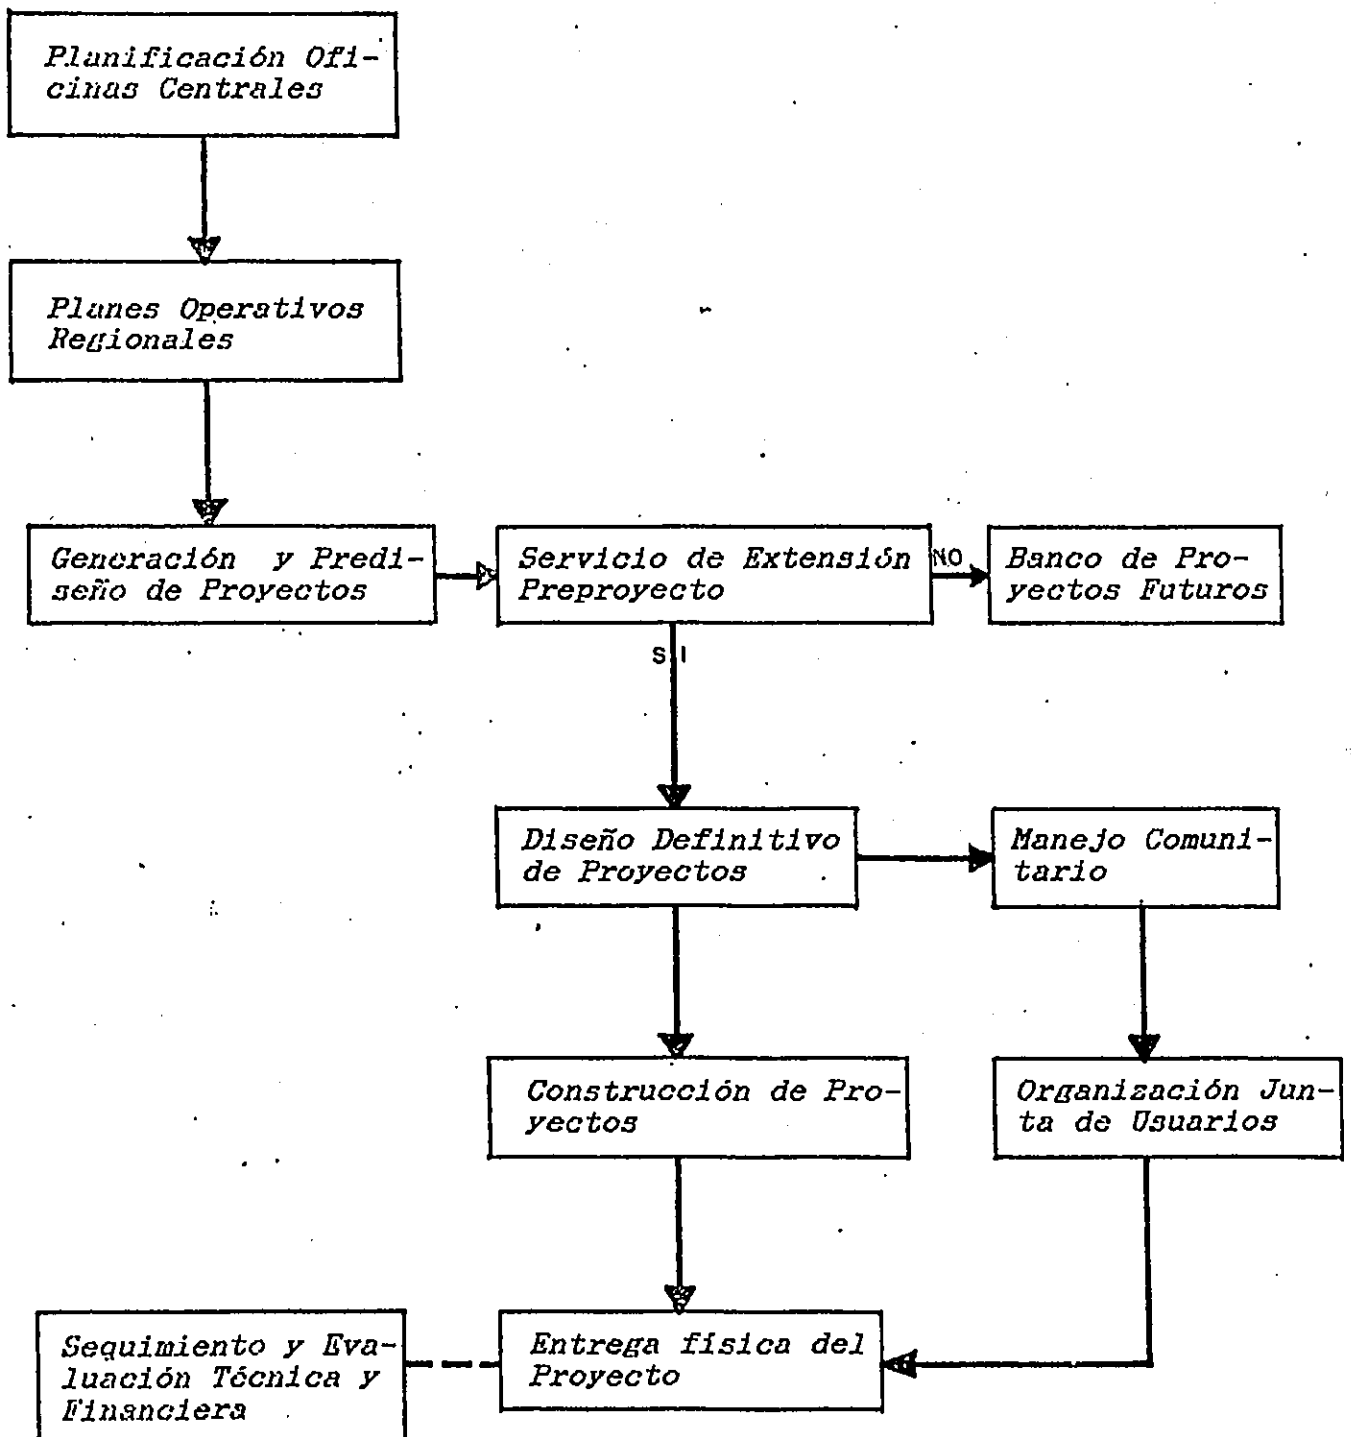 Planificación Ofi-
cinas Centrales
Planes Operativos
Regionales
Generación y Predi-
seño de Proyectos
Servicio de Extensión
Preproyecto
NO
Banco de Pro-
yectos Futuros
SI
Diseño Definitivo
de Proyectos
Manejo Comuni-
tario
Construcción de Pro-
yectos
Organización Jun-
ta de Usuarios
Seguimiento y Eva-
luación Técnica y
Financiera
Entrega física del
Proyecto